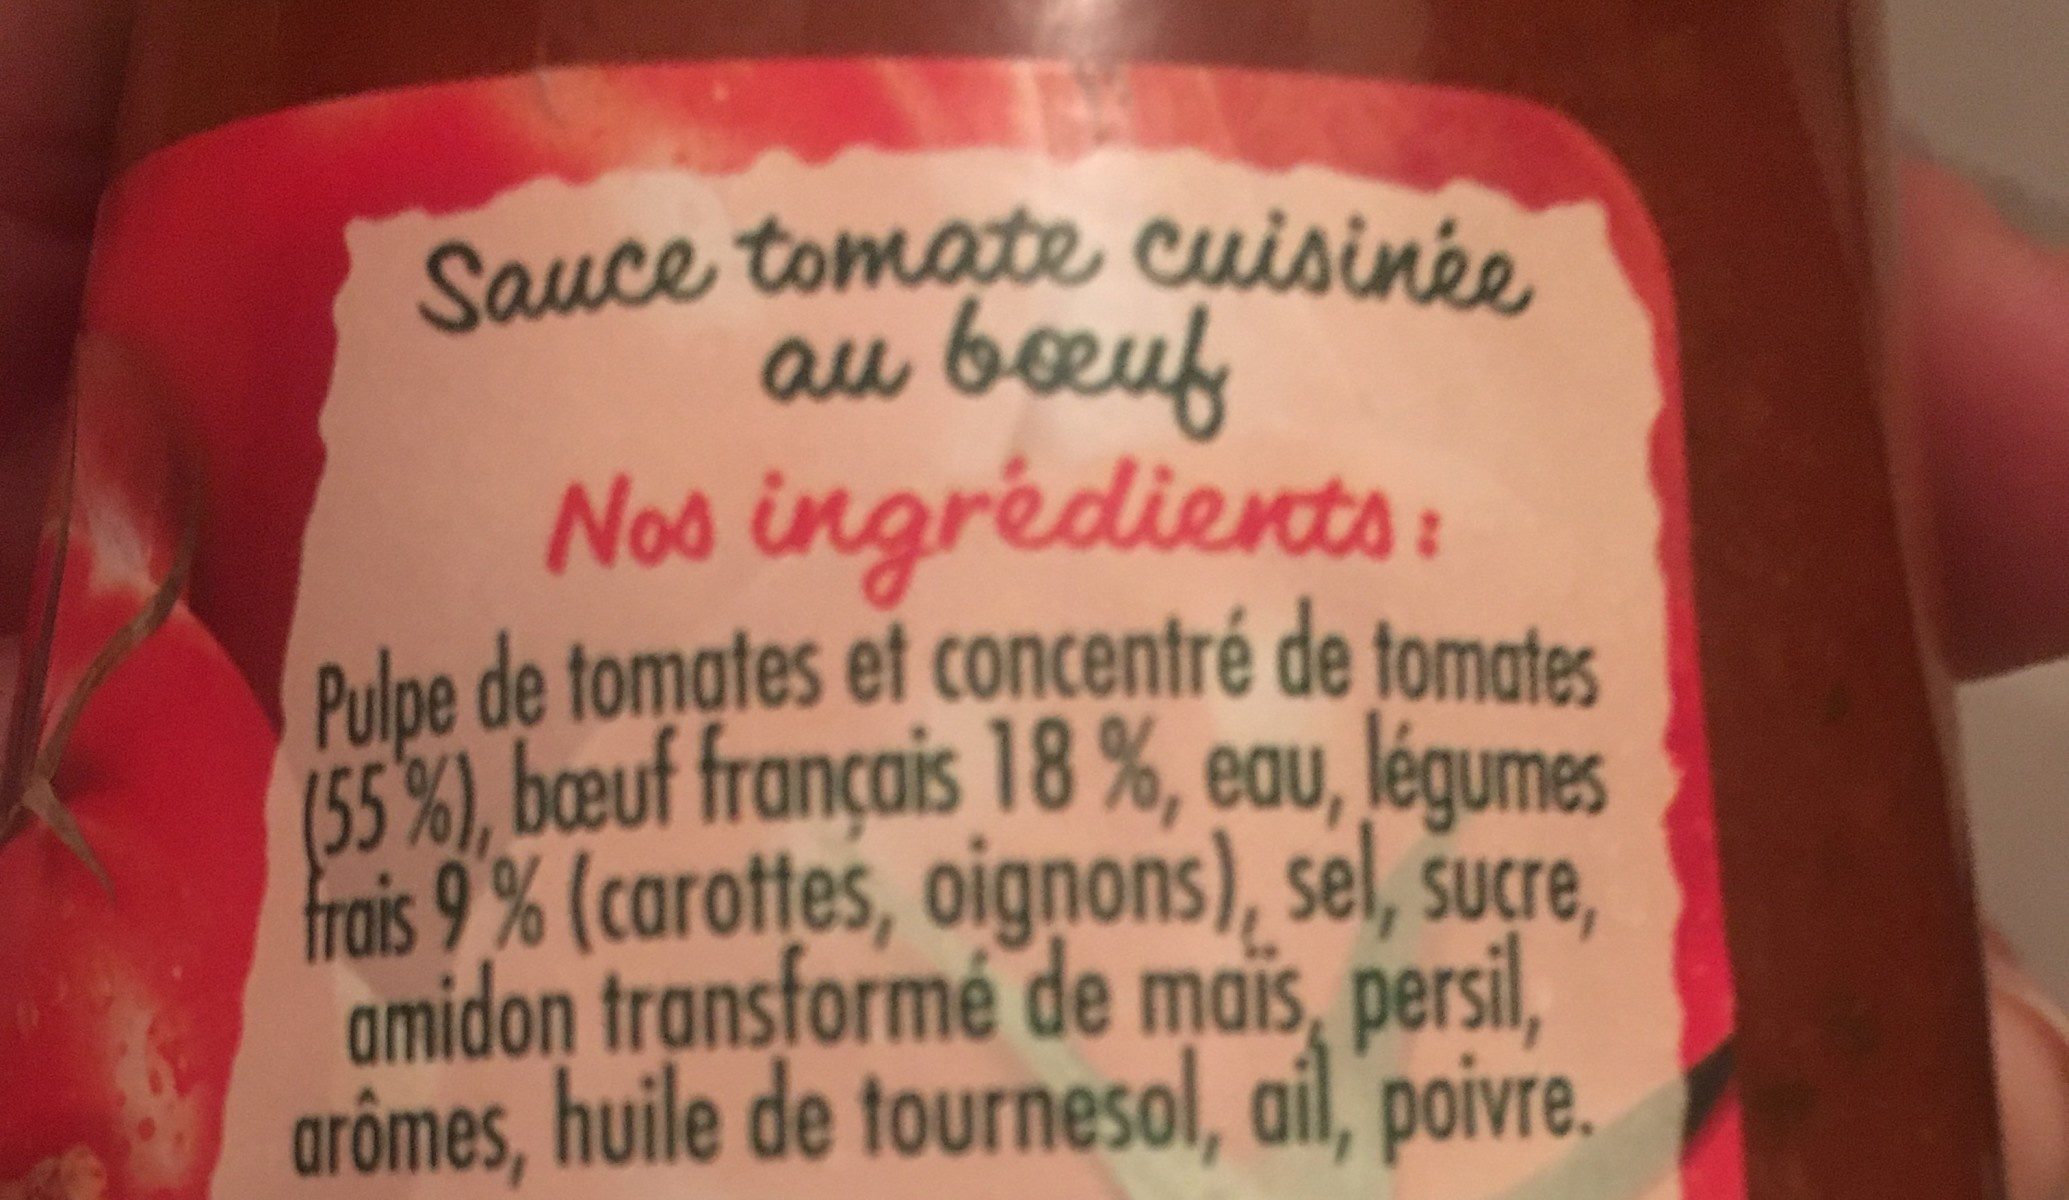 Sauce tomate cuisinée
au bœuf
Nos ingrédients :
Pulpe de tomates et concentré de tomates
(55 %), bœuf français 18 %, eau, légumes
frais 9 % (carottes, oignons), sel, sucre,
amidon transformé de maïs, persil,
arômes, huile de tournesol, ail, poivre.